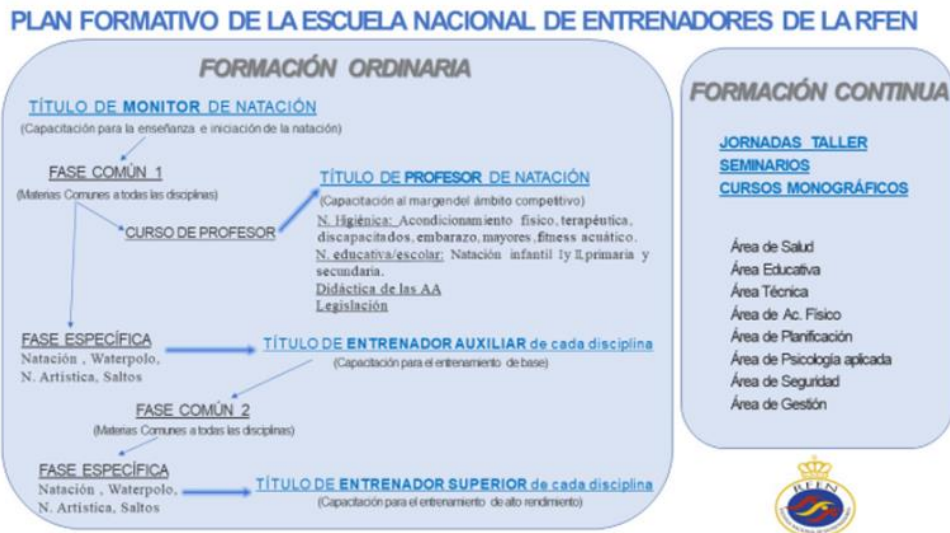 PLAN FORMATIVO DE LA ESCUELA NACIONAL DE ENTRENADORES DE LA RFEN
FORMACIÓN ORDINARIA
TÍTULO DE MONITOR DE NATACIÓN
(Capacitación para la enseñanza e iniciación de la natación)
FASE COMÚN 1
(Materias Comunes a todas las disciplinas)
CURSO DE PROFESOR
TÍTULO DE PROFESOR DE NATACIÓN
(Capacitación al margen del ámbito competitivo)
N. Higiénica: Acondicionamiento físico, terapéutica,
discapacitados, embarazo, mayores, fitness acuático.
N. educativa/escolar: Natación infantil I y II, primaria y
secundaria.
Didáctica de las AA
Legislación
FASE ESPECÍFICA
Natación , Waterpolo,
N. Artística, Saltos
TÍTULO DE ENTRENADOR AUXILIAR de cada disciplina
(Capacitación para el entrenamiento de base)
FASE COMÚN 2
(Materias Comunes a todas las disciplinas)
FASE ESPECÍFICA
Natación , Waterpolo,
N. Artística, Saltos
TÍTULO DE ENTRENADOR SUPERIOR de cada disciplina
(Capacitación para el entrenamiento de alto rendimiento)
FORMACIÓN CONTINUA
JORNADAS TALLER
SEMINARIOS
CURSOS MONOGRÁFICOS
Área de Salud
Área Educativa
Área Técnica
Área de Ac. Físico
Área de Planificación
Área de Psicología aplicada
Área de Seguridad
Área de Gestión
RFEN